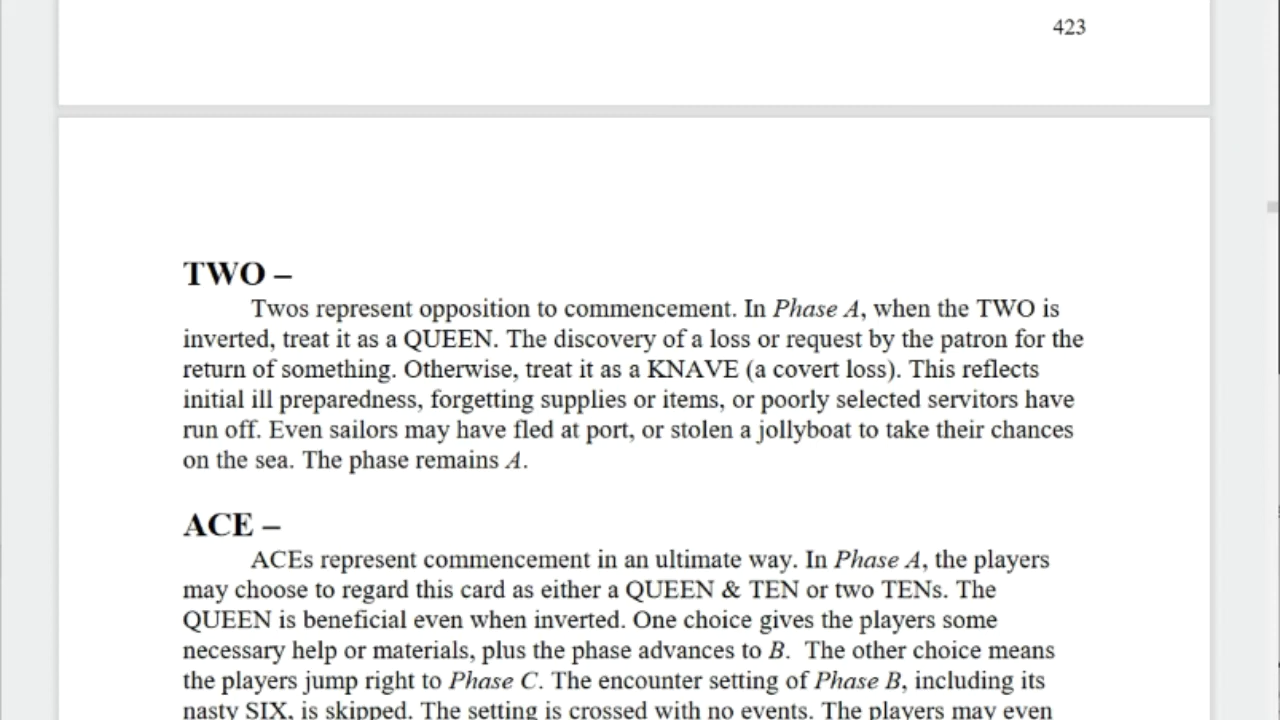 423
TWO –
Twos represent opposition to commencement. In Phase A, when the TWO is
inverted, treat it as a QUEEN. The discovery of a loss or request by the patron for the
return of something. Otherwise, treat it as a KNAVE (a covert loss). This reflects
initial ill preparedness, forgetting supplies or items, or poorly selected servitors have
run off. Even sailors may have fled at port, or stolen a jollyboat to take their chances
on the sea. The phase remains A.
ACE –
ACEs represent commencement in an ultimate way. In Phase A, the players
may choose to regard this card as either a QUEEN & TEN or two TENs. The
QUEEN is beneficial even when inverted. One choice gives the players some
necessary help or materials, plus the phase advances to B.  The other choice means
the players jump right to Phase C. The encounter setting of Phase B, including its
nasty SIX, is skipped. The setting is crossed with no events. The players may even